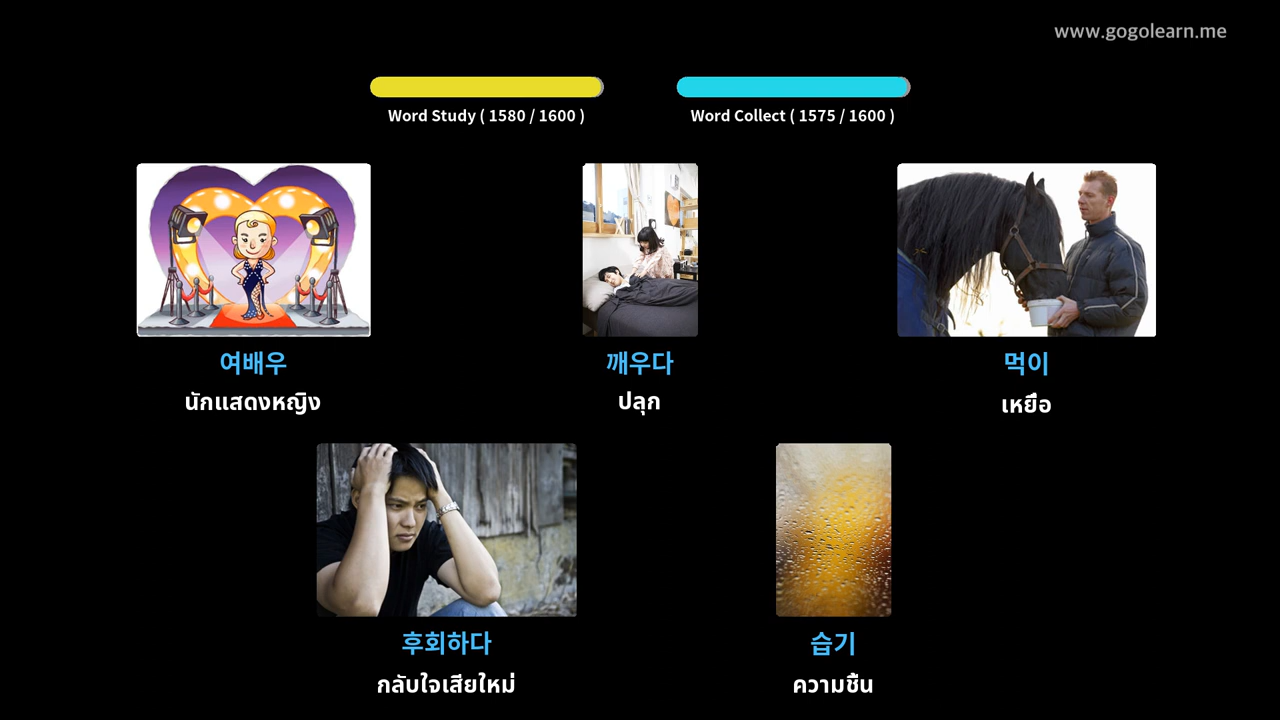 www.gogolearn.me
Word Study ( 1580 / 1600 )
Word Collect ( 1575 / 1600 )
여배우
깨우다
먹이
นักแสดงหญิง
ปลุก
เหยื่อ
후회하다
습기
กลับใจเสียใหม่
ความชื้น